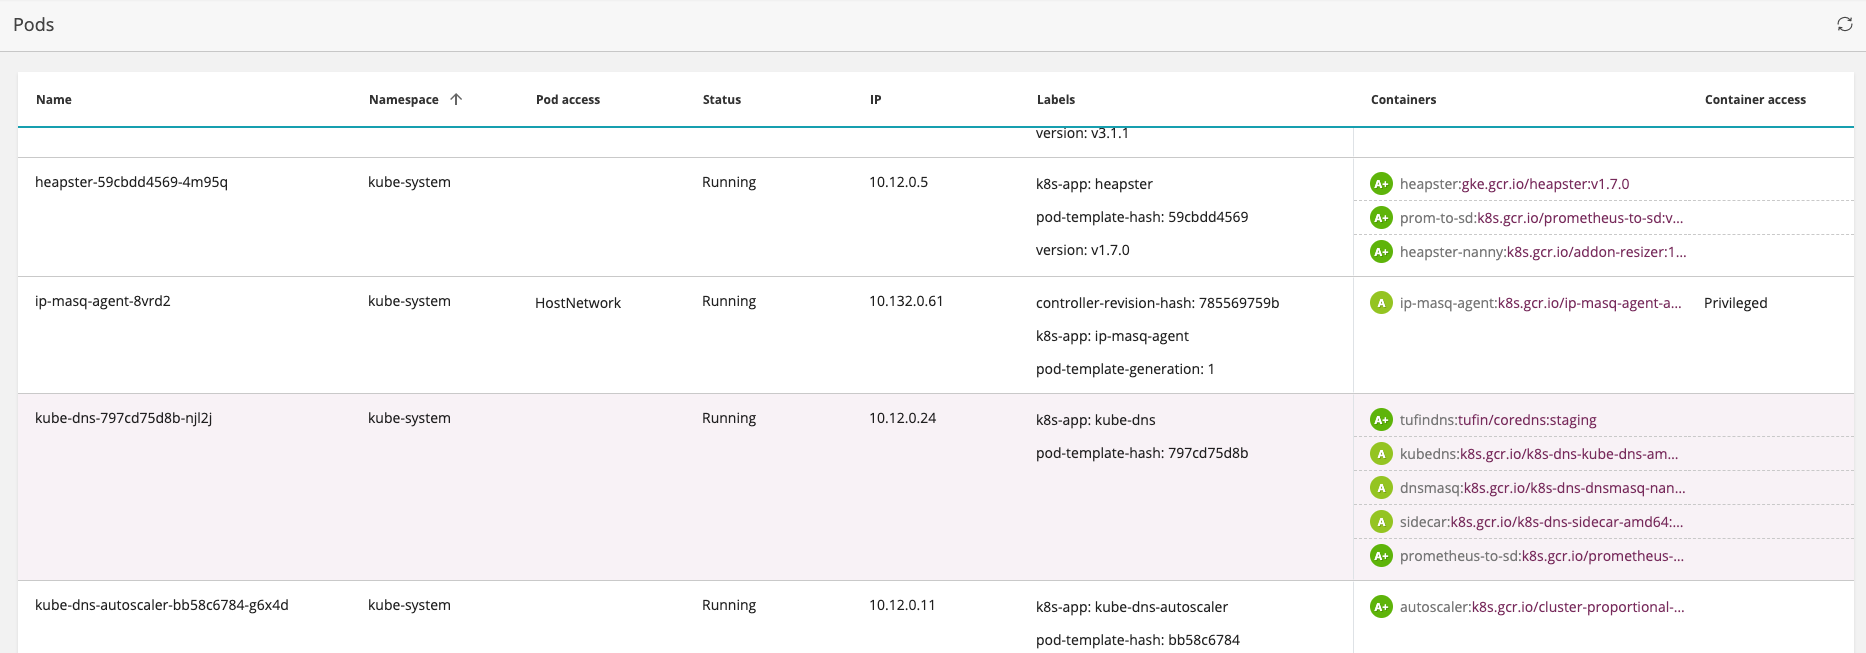 Pods
Name Namespace Pod access Status IP Labels Containers Container access
version: v3.1.1
heapster-59cbdd4569-4m95q kube-system Running 10.12.0.5 k8s-app: heapster A+ heapster:gke.gcr.io/heapster:v1.7.0
pod-template-hash: 59cbdd4569 A+ prom-to-sd:k8s.gcr.io/prometheus-to-sd:v...
version: v1.7.0 A+ heapster-nanny:k8s.gcr.io/addon-resizer:1...
ip-masq-agent-8vrd2 kube-system HostNetwork Running 10.132.0.61 controller-revision-hash: 785569759b A ip-masq-agent:k8s.gcr.io/ip-masq-agent-a... Privileged
k8s-app: ip-masq-agent
pod-template-generation: 1
kube-dns-797cd75d8b-njl2j kube-system Running 10.12.0.24 k8s-app: kube-dns A+ tufindns:tufin/coredns:staging
pod-template-hash: 797cd75d8b A kubedns:k8s.gcr.io/k8s-dns-kube-dns-am...
A dnsmasq:k8s.gcr.io/k8s-dns-dnsmasq-nan...
A sidecar:k8s.gcr.io/k8s-dns-sidecar-amd64:...
A+ prometheus-to-sd:k8s.gcr.io/prometheus-...
kube-dns-autoscaler-bb58c6784-g6x4d kube-system Running 10.12.0.11 k8s-app: kube-dns-autoscaler A+ autoscaler:k8s.gcr.io/cluster-proportional-...
pod-template-hash: bb58c6784